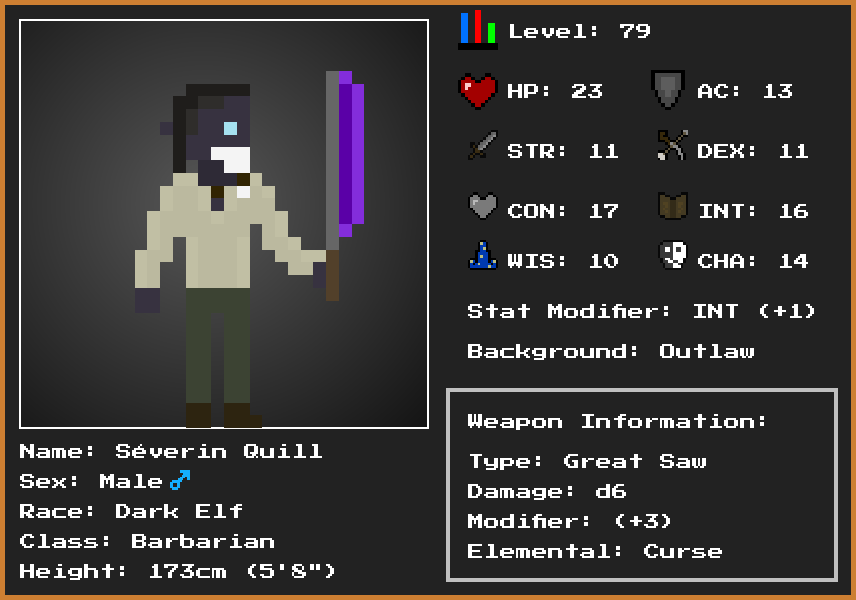 Level: 79
HP: 23 AC: 13
STR: 11 DEX: 11
CON: 17 INT: 16
WIS: 10 CHA: 14
Stat Modifier: INT (+1)
Background: Outlaw
Weapon Information:
Type: Great Saw
Damage: d6
Modifier: (+3)
Elemental: Curse
Name: Séverin Quill
Sex: Male♂
Race: Dark Elf
Class: Barbarian
Height: 173cm (5'8")